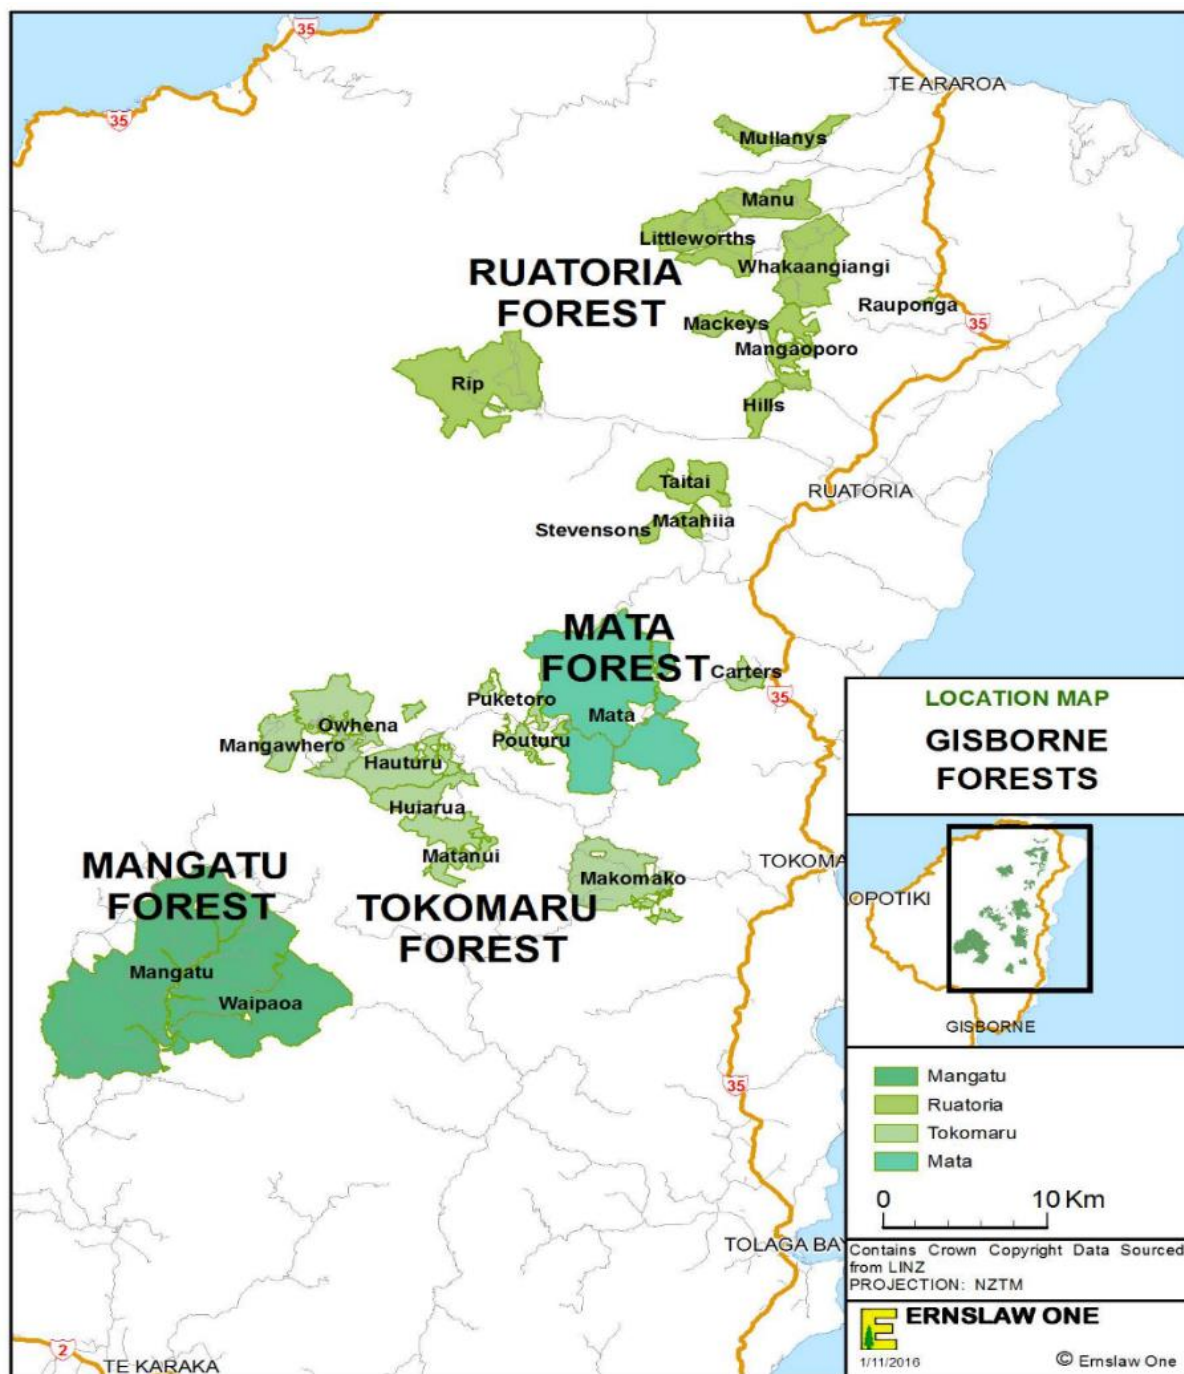 35
35
TE ARAROA
Mullanys
Manu
Littleworths
RUATORIA
FOREST
Whakaangiangi
Rauponga
35
Mackeys
Mangaoporo
Rip
Hills
Taitai
RUATORIA
Stevensons
Matahiia
MATA
FOREST
Carters
Puketoro
35
Mata
Owhena
Mangawhero
Pouturu
Hauturu
Huiarua
Matanui
MANGATU
FOREST
TOKOMA
Makomako
TOKOMARU
FOREST
Mangatu
Waipaoa
35
TOLAGA BAY
2
TE KARAKA
LOCATION MAP
GISBORNE
FORESTS
OPOTIKI
GISBORNE
Mangatu
Ruatoria
Tokomaru
Mata
0 10 Km
Contains Crown Copyright Data Sourced
from LINZ
PROJECTION: NZTM
E ERNSLAW ONE
1/11/2016 © Ernslaw One